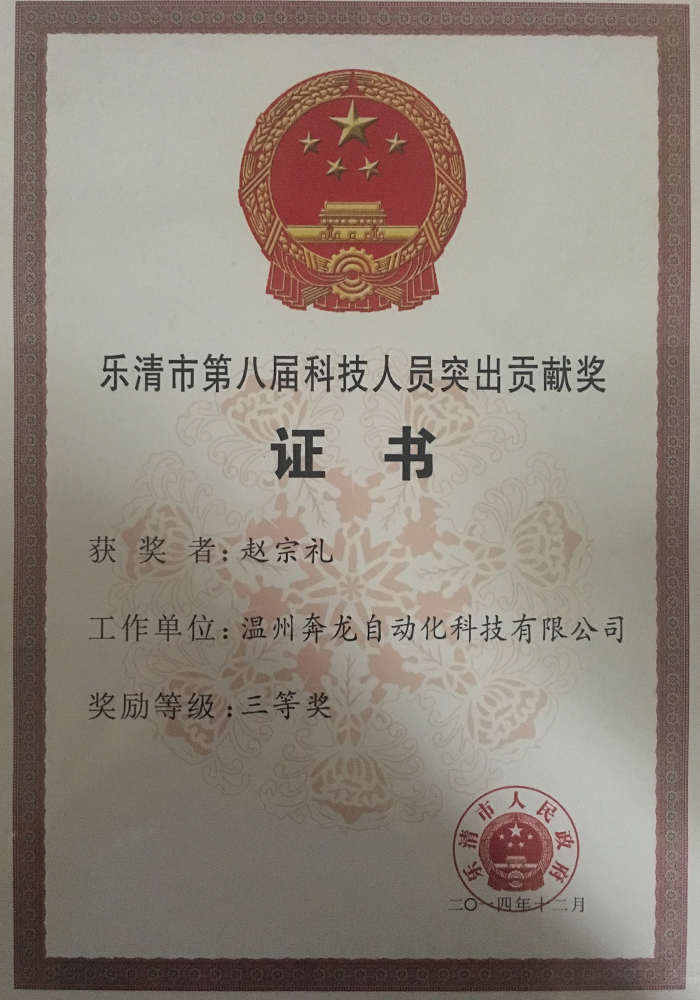 乐清市第八届科技人员突出贡献奖
证 书
获 奖 者：赵宗礼
工作单位：温州奔龙自动化科技有限公司
奖励等级：三等奖
乐清市人民政府
二〇一四年十二月